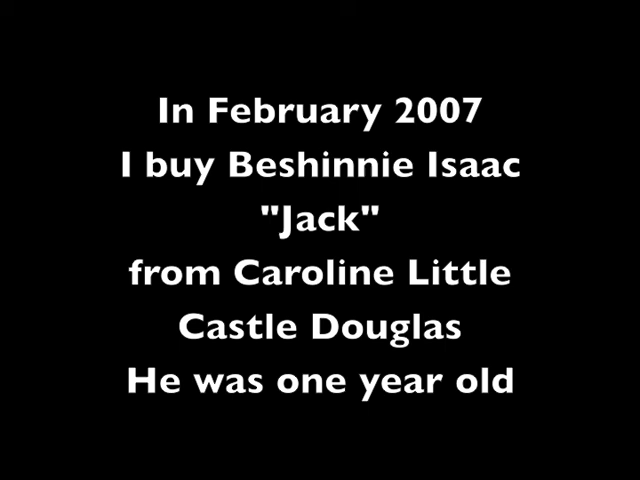 In February 2007
I buy Beshinnie Isaac
"Jack"
from Caroline Little
Castle Douglas
He was one year old